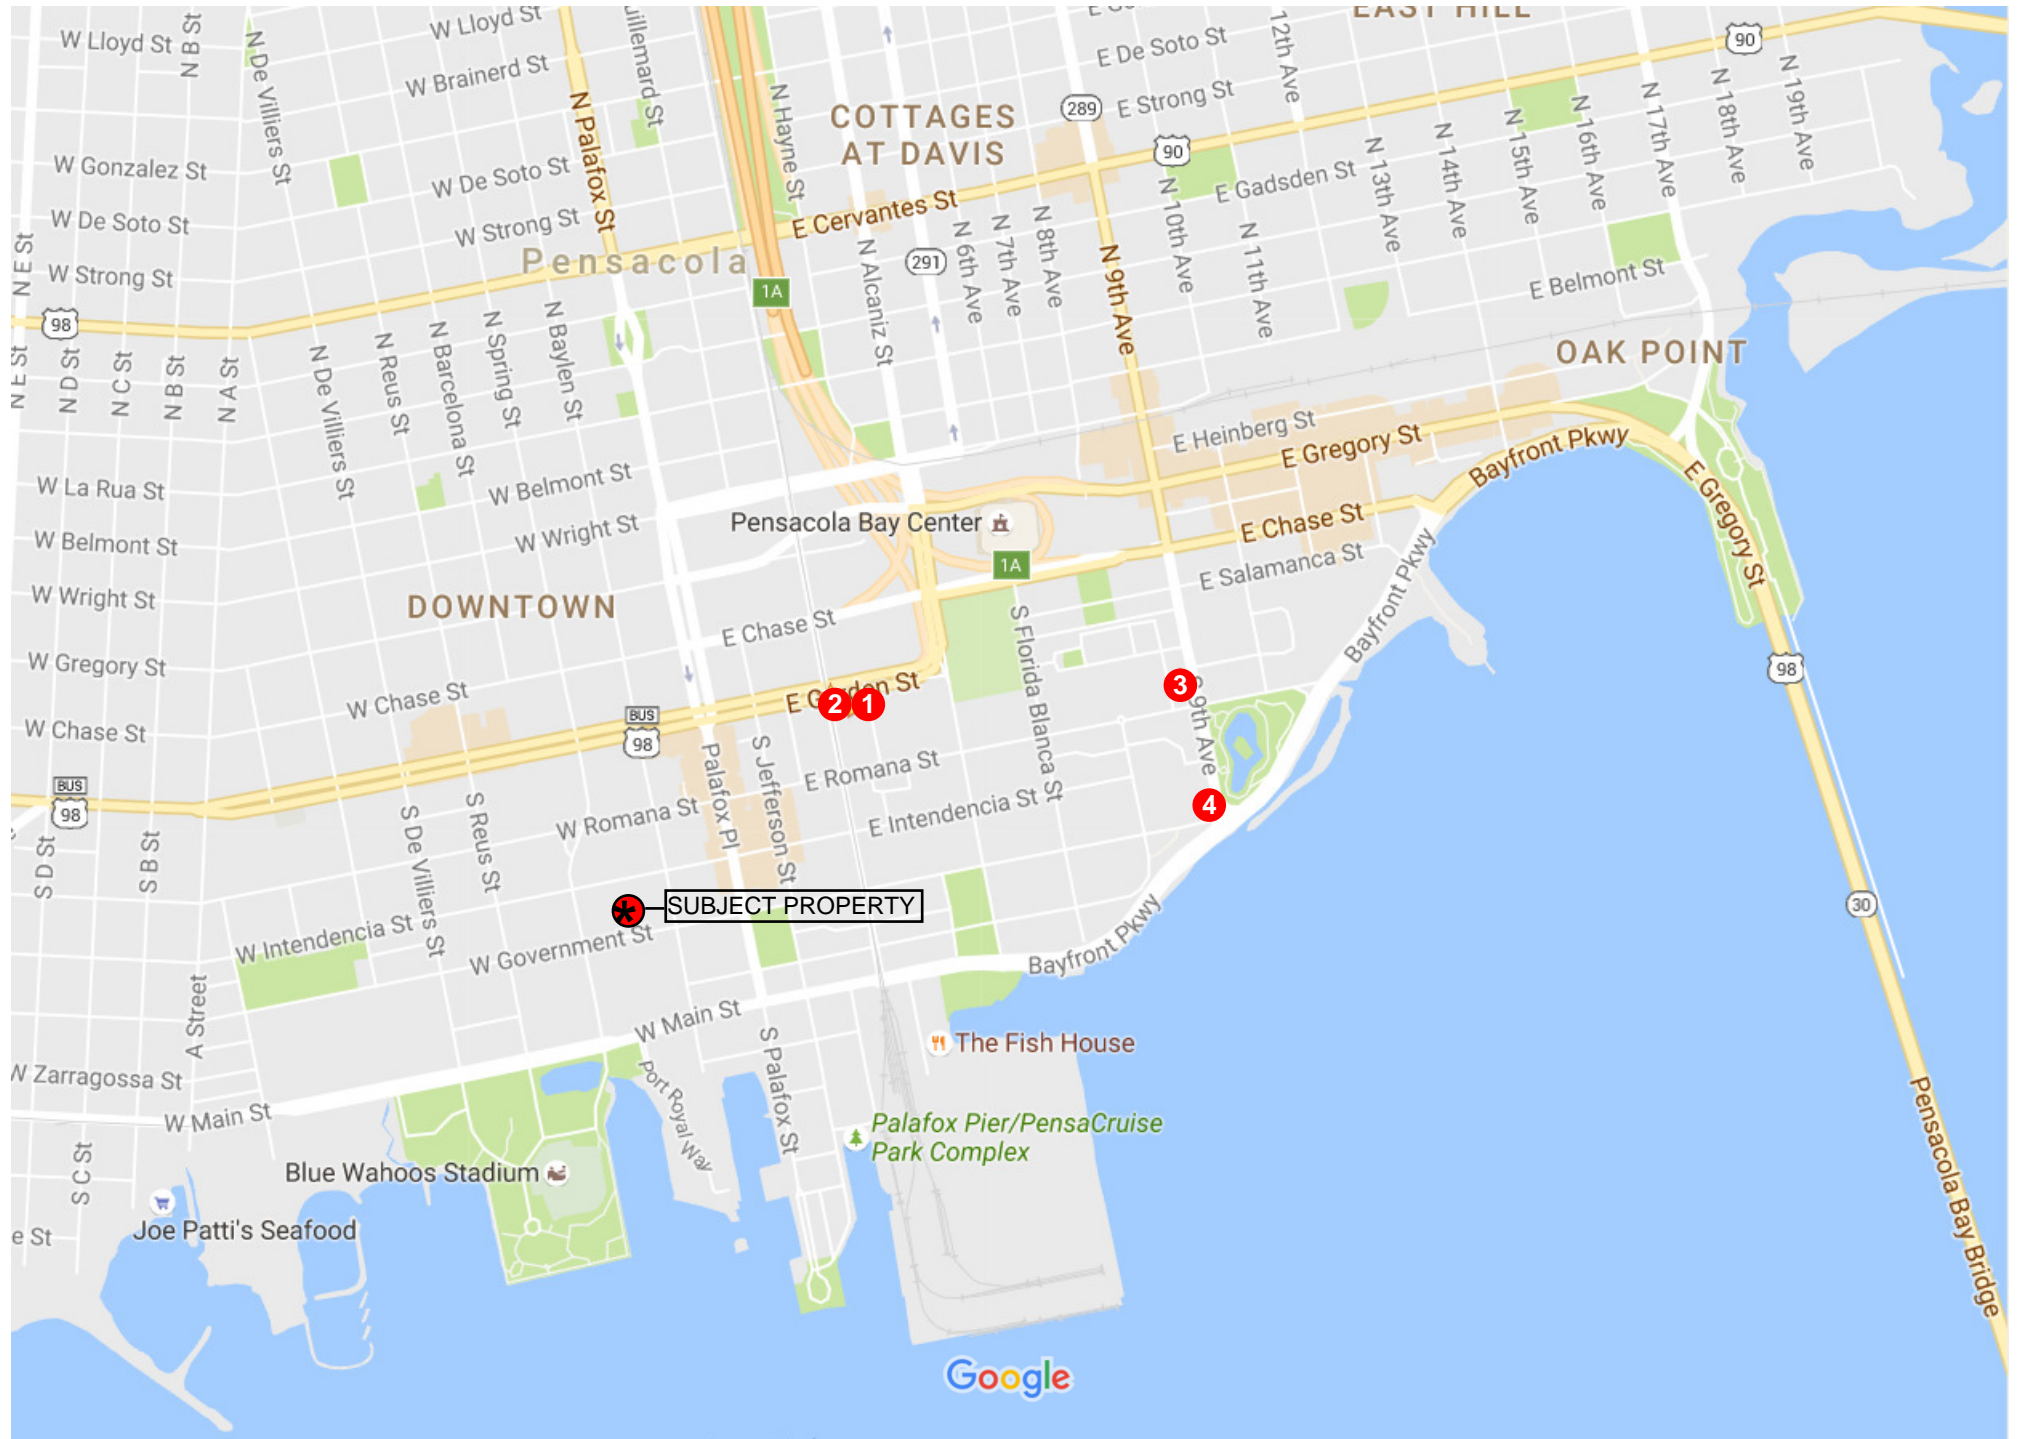 EAST HILL
W Lloyd St
N B St
W Lloyd St
N De Villiers St
W Brainerd St
N Palafox St
N Hayne St
COTTAGES
AT DAVIS
289
E De Soto St
E Strong St
12th Ave
90
N 18th Ave
N 19th Ave
N 17th Ave
N 16th Ave
N 15th Ave
N 14th Ave
N 13th Ave
90
W Gonzalez St
W De Soto St
W De Soto St
W Strong St
W Strong St
N E St
Pensacola
E Cervantes St
E Gadsden St
N 10th Ave
N 11th Ave
N 6th Ave
N 7th Ave
N 8th Ave
N 9th Ave
N Alcaniz St
291
1A
98
E Belmont St
OAK POINT
N E St
N D St
N C St
N B St
N A St
N De Villiers St
N Reus St
N Barcelona St
N Spring St
N Baylen St
E Heinberg St
E Gregory St
Bayfront Pkwy
E Gregory St
W La Rua St
W Belmont St
W Wright St
W Belmont St
W Wright St
Pensacola Bay Center
1A
E Chase St
E Salamanca St
Bayfront Pkwy
DOWNTOWN
E Chase St
W Gregory St
W Chase St
W Chase St
S Florida Blanca St
98
E Garden St
2
1
3
S 9th Ave
4
BUS
98
BUS
98
Palafox Pl
S Jefferson St
E Romana St
W Romana St
E Intendencia St
S D St
S B St
S De Villiers St
S Reus St
SUBJECT PROPERTY
W Intendencia St
W Government St
Bayfront Pkwy
30
A Street
W Main St
W Zarragossa St
W Main St
Port Royal Way
S Palafox St
The Fish House
Palafox Pier/PensaCruise
Park Complex
S C St
Blue Wahoos Stadium
Joe Patti's Seafood
e St
Pensacola Bay Bridge
Google